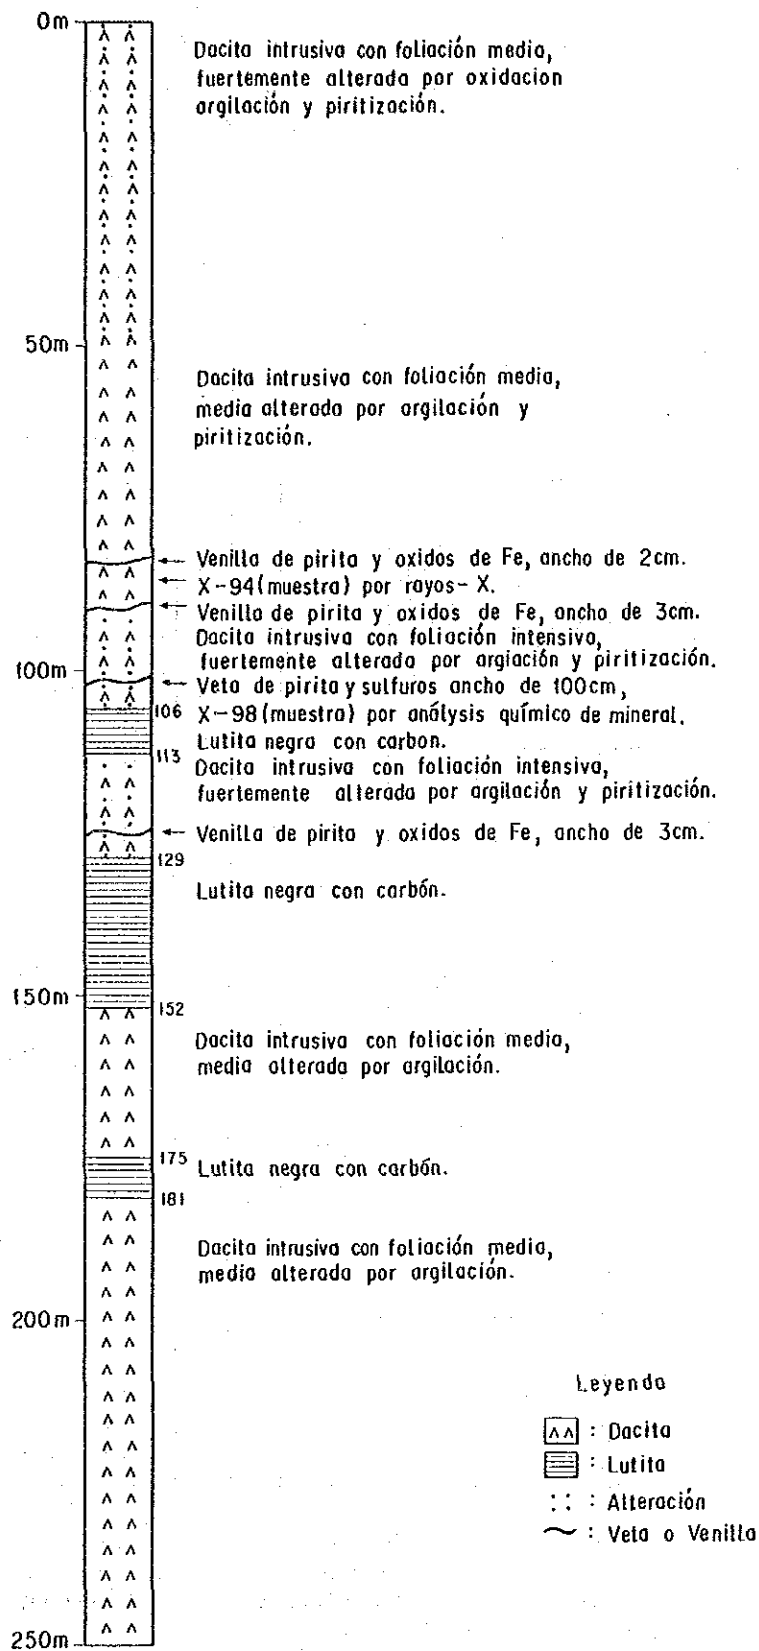 0m
Dacita intrusiva con foliación media,
fuertemente alterada por oxidacion
argilación y piritización.
50m
Dacita intrusiva con foliación media,
media alterada por argilación y
piritización.
Venilla de pirita y oxidos de Fe, ancho de 2cm.
X-94(muestra) por rayos-X.
Venilla de pirita y oxidos de Fe, ancho de 3cm.
Dacita intrusiva con foliación intensiva,
fuertemente alterada por argiación y piritización.
100m
Veta de pirita y sulfuros ancho de 100cm,
106
X-98(muestra) por análysis químico de mineral.
Lutita negra con carbon.
113
Dacita intrusiva con foliación intensiva,
fuertemente alterada por argilación y piritización.
Venilla de pirita y oxidos de Fe, ancho de 3cm.
129
Lutita negra con carbón.
150m
152
Dacita intrusiva con foliación media,
media alterada por argilación.
175
Lutita negra con carbón.
181
Dacita intrusiva con foliación media,
media alterada por argilación.
200m
Leyenda
: Dacita
: Lutita
: Alteración
: Veta o Venilla
250m